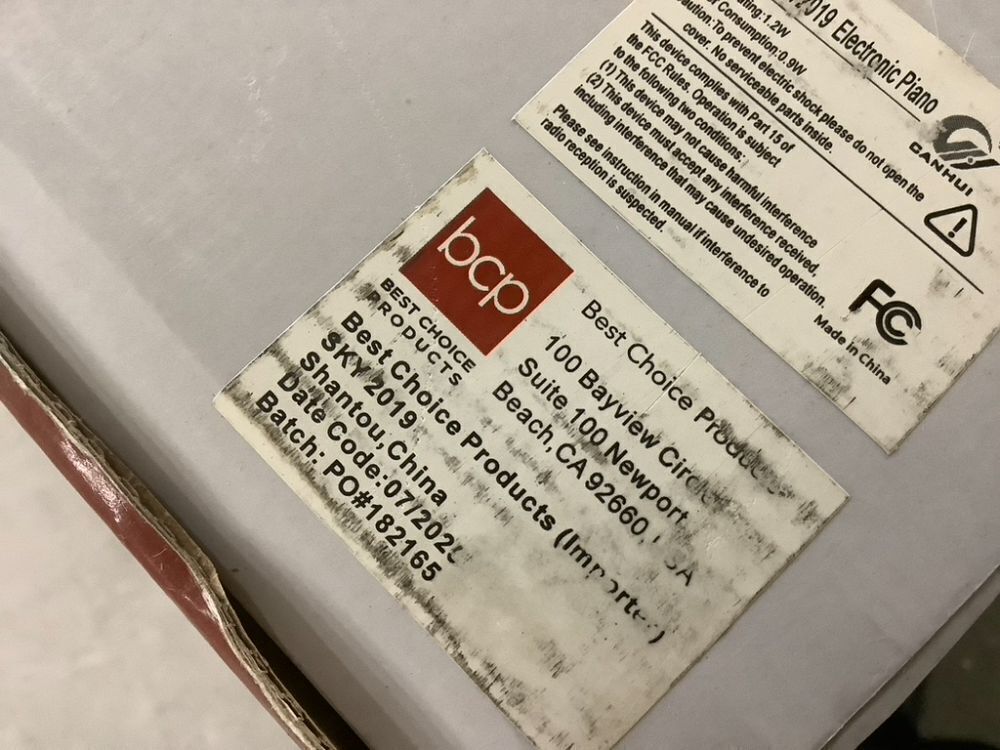 2019 Electronic Piano
1.2W
Consumption:0.9W
To prevent electric shock please do not open the
cover. No serviceable parts inside.
This device complies with Part 15 of
the FCC Rules. Operation is subject
to the following two conditions:
(1) This device may not cause harmful interference
(2) This device must accept any interference received,
including interference that may cause undesired operation.
Please see instruction in manual if interference to
radio reception is suspected.
CANHUI
FC
Made in China
bcp
BEST CHOICE
PRODUCTS
Best Choice
100 Bayview
Suite 100 Newport
Beach, CA 92660,
Best Choice Products
SKY 2019
Shantou, China
Date Code:
Batch: PO#182165